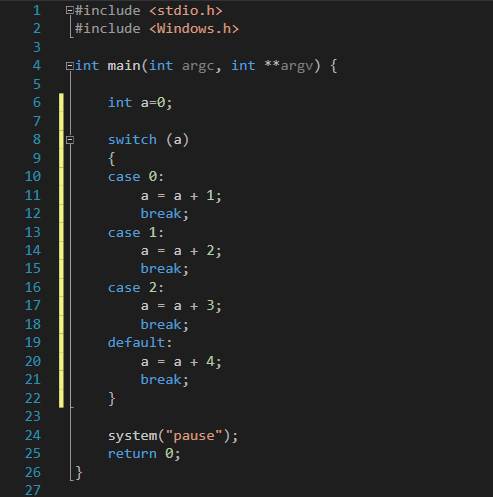 1 #include <stdio.h>
2 #include <Windows.h>
3
4 int main(int argc, int **argv) {
5
6 int a=0;
7
8 switch (a)
9 {
10 case 0:
11 a = a + 1;
12 break;
13 case 1:
14 a = a + 2;
15 break;
16 case 2:
17 a = a + 3;
18 break;
19 default:
20 a = a + 4;
21 break;
22 }
23
24 system("pause");
25 return 0;
26 }
27